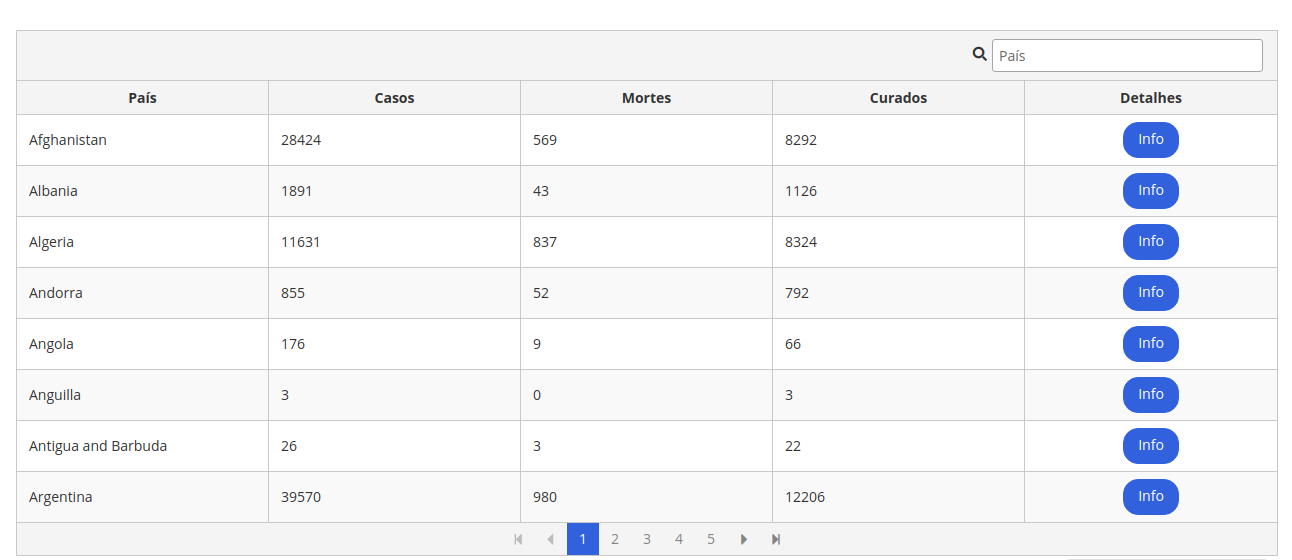 País
País Casos Mortes Curados Detalhes
Afghanistan 28424 569 8292 Info
Albania 1891 43 1126 Info
Algeria 11631 837 8324 Info
Andorra 855 52 792 Info
Angola 176 9 66 Info
Anguilla 3 0 3 Info
Antigua and Barbuda 26 3 22 Info
Argentina 39570 980 12206 Info
1 2 3 4 5